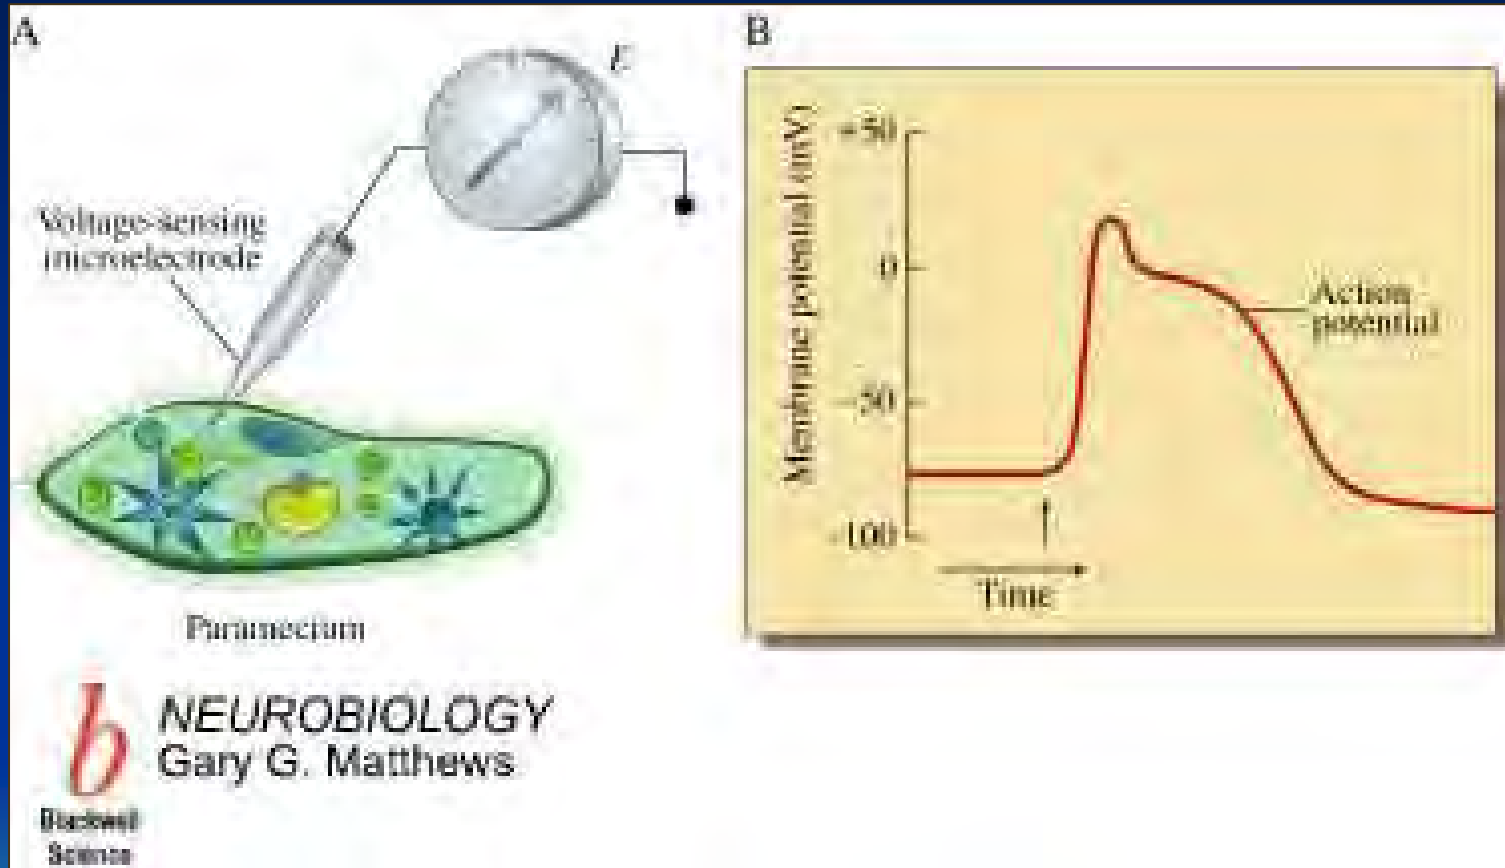 A
E
Voltage-sensing
microelectrode
Paramecium
b
NEUROBIOLOGY
Gary G. Matthews
Blackwell
Science
B
Membrane potential (mV)
+50
0
-50
-100
Action
potential
Time